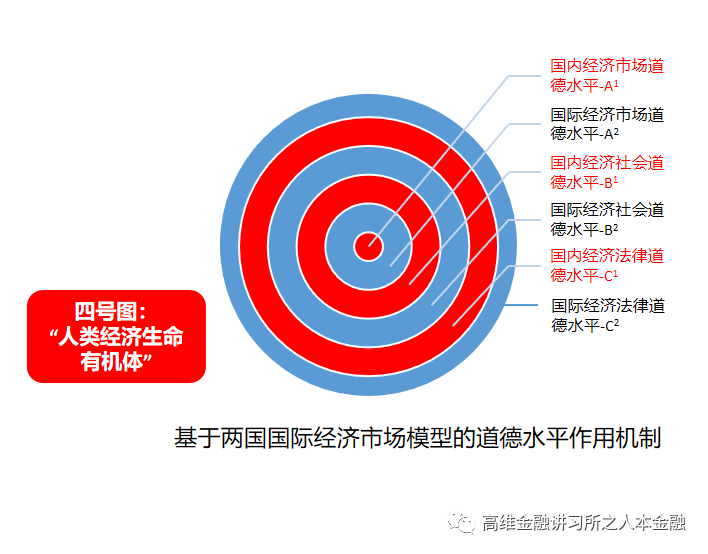 国内经济市场道
德水平-A¹
国际经济市场道
德水平-A²
国内经济社会道
德水平-B¹
国际经济社会道
德水平-B²
国内经济法律道
德水平-C¹
国际经济法律道
德水平-C²
四号图：
“人类经济生命
有机体”
基于两国国际经济市场模型的道德水平作用机制
高维金融讲习所之人本金融